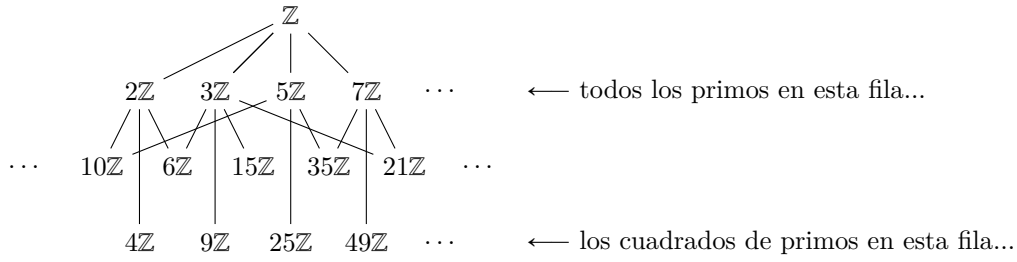 ℤ
2ℤ 3ℤ 5ℤ 7ℤ ⋯ ⟵ todos los primos en esta fila...
⋯ 10ℤ 6ℤ 15ℤ 35ℤ 21ℤ ⋯
4ℤ 9ℤ 25ℤ 49ℤ ⋯ ⟵ los cuadrados de primos en esta fila...